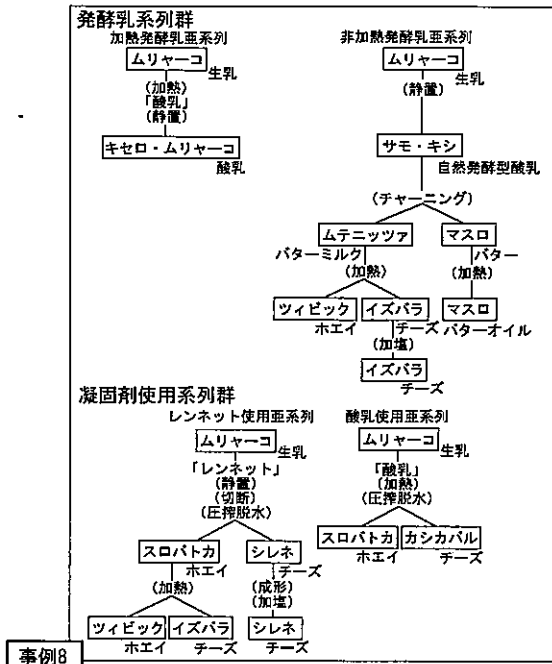 発酵乳系列群
加熱発酵乳亜系列
ムリャーコ
生乳
(加熱)
「酸乳」
(静置)
キセロ・ムリャーコ
酸乳
非加熱発酵乳亜系列
ムリャーコ
生乳
(静置)
サモ・キシ
自然発酵型酸乳
(チャーニング)
ムテニッツァ
バターミルク
マスロ
バター
(加熱)
(加熱)
ツィビック
ホエイ
イズバラ
チーズ
マスロ
バターオイル
(加塩)
イズバラ
チーズ
凝固剤使用系列群
レンネット使用亜系列
ムリャーコ
生乳
「レンネット」
(静置)
(切断)
(圧搾脱水)
スロバトカ
ホエイ
シレネ
チーズ
(加熱)
(成形)
(加塩)
ツィビック
ホエイ
イズバラ
チーズ
シレネ
チーズ
酸乳使用亜系列
ムリャーコ
生乳
「酸乳」
(加熱)
(圧搾脱水)
スロバトカ
ホエイ
カシカバル
チーズ
事例8